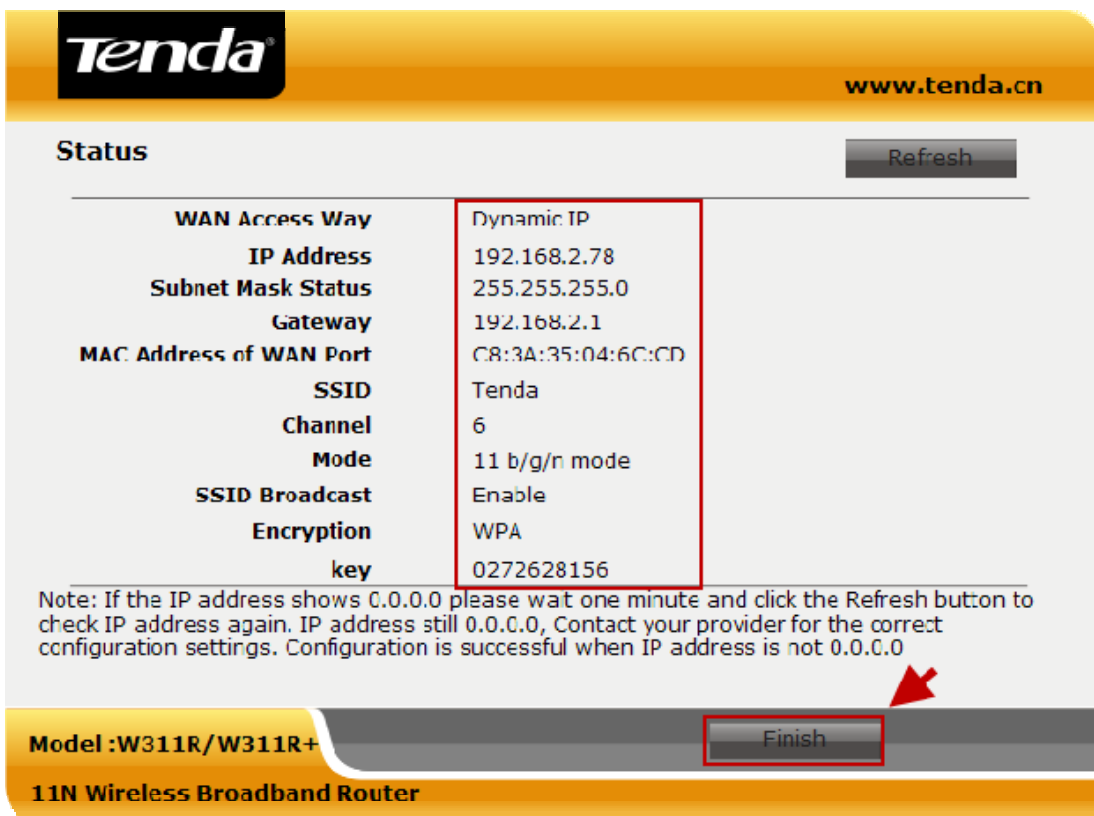 Tenda®
www.tenda.cn
Status
Refresh
WAN Access Way Dynamic IP
IP Address 192.168.2.78
Subnet Mask Status 255.255.255.0
Gateway 192.168.2.1
MAC Address of WAN Port C8:3A:35:04:6C:CD
SSID Tenda
Channel 6
Mode 11 b/g/n mode
SSID Broadcast Enable
Encryption WPA
key 0272628156
Note: If the IP address shows 0.0.0.0 please wait one minute and click the Refresh button to
check IP address again. IP address still 0.0.0.0, Contact your provider for the correct
configuration settings. Configuration is successful when IP address is not 0.0.0.0
Finish
Model :W311R/W311R+
11N Wireless Broadband Router